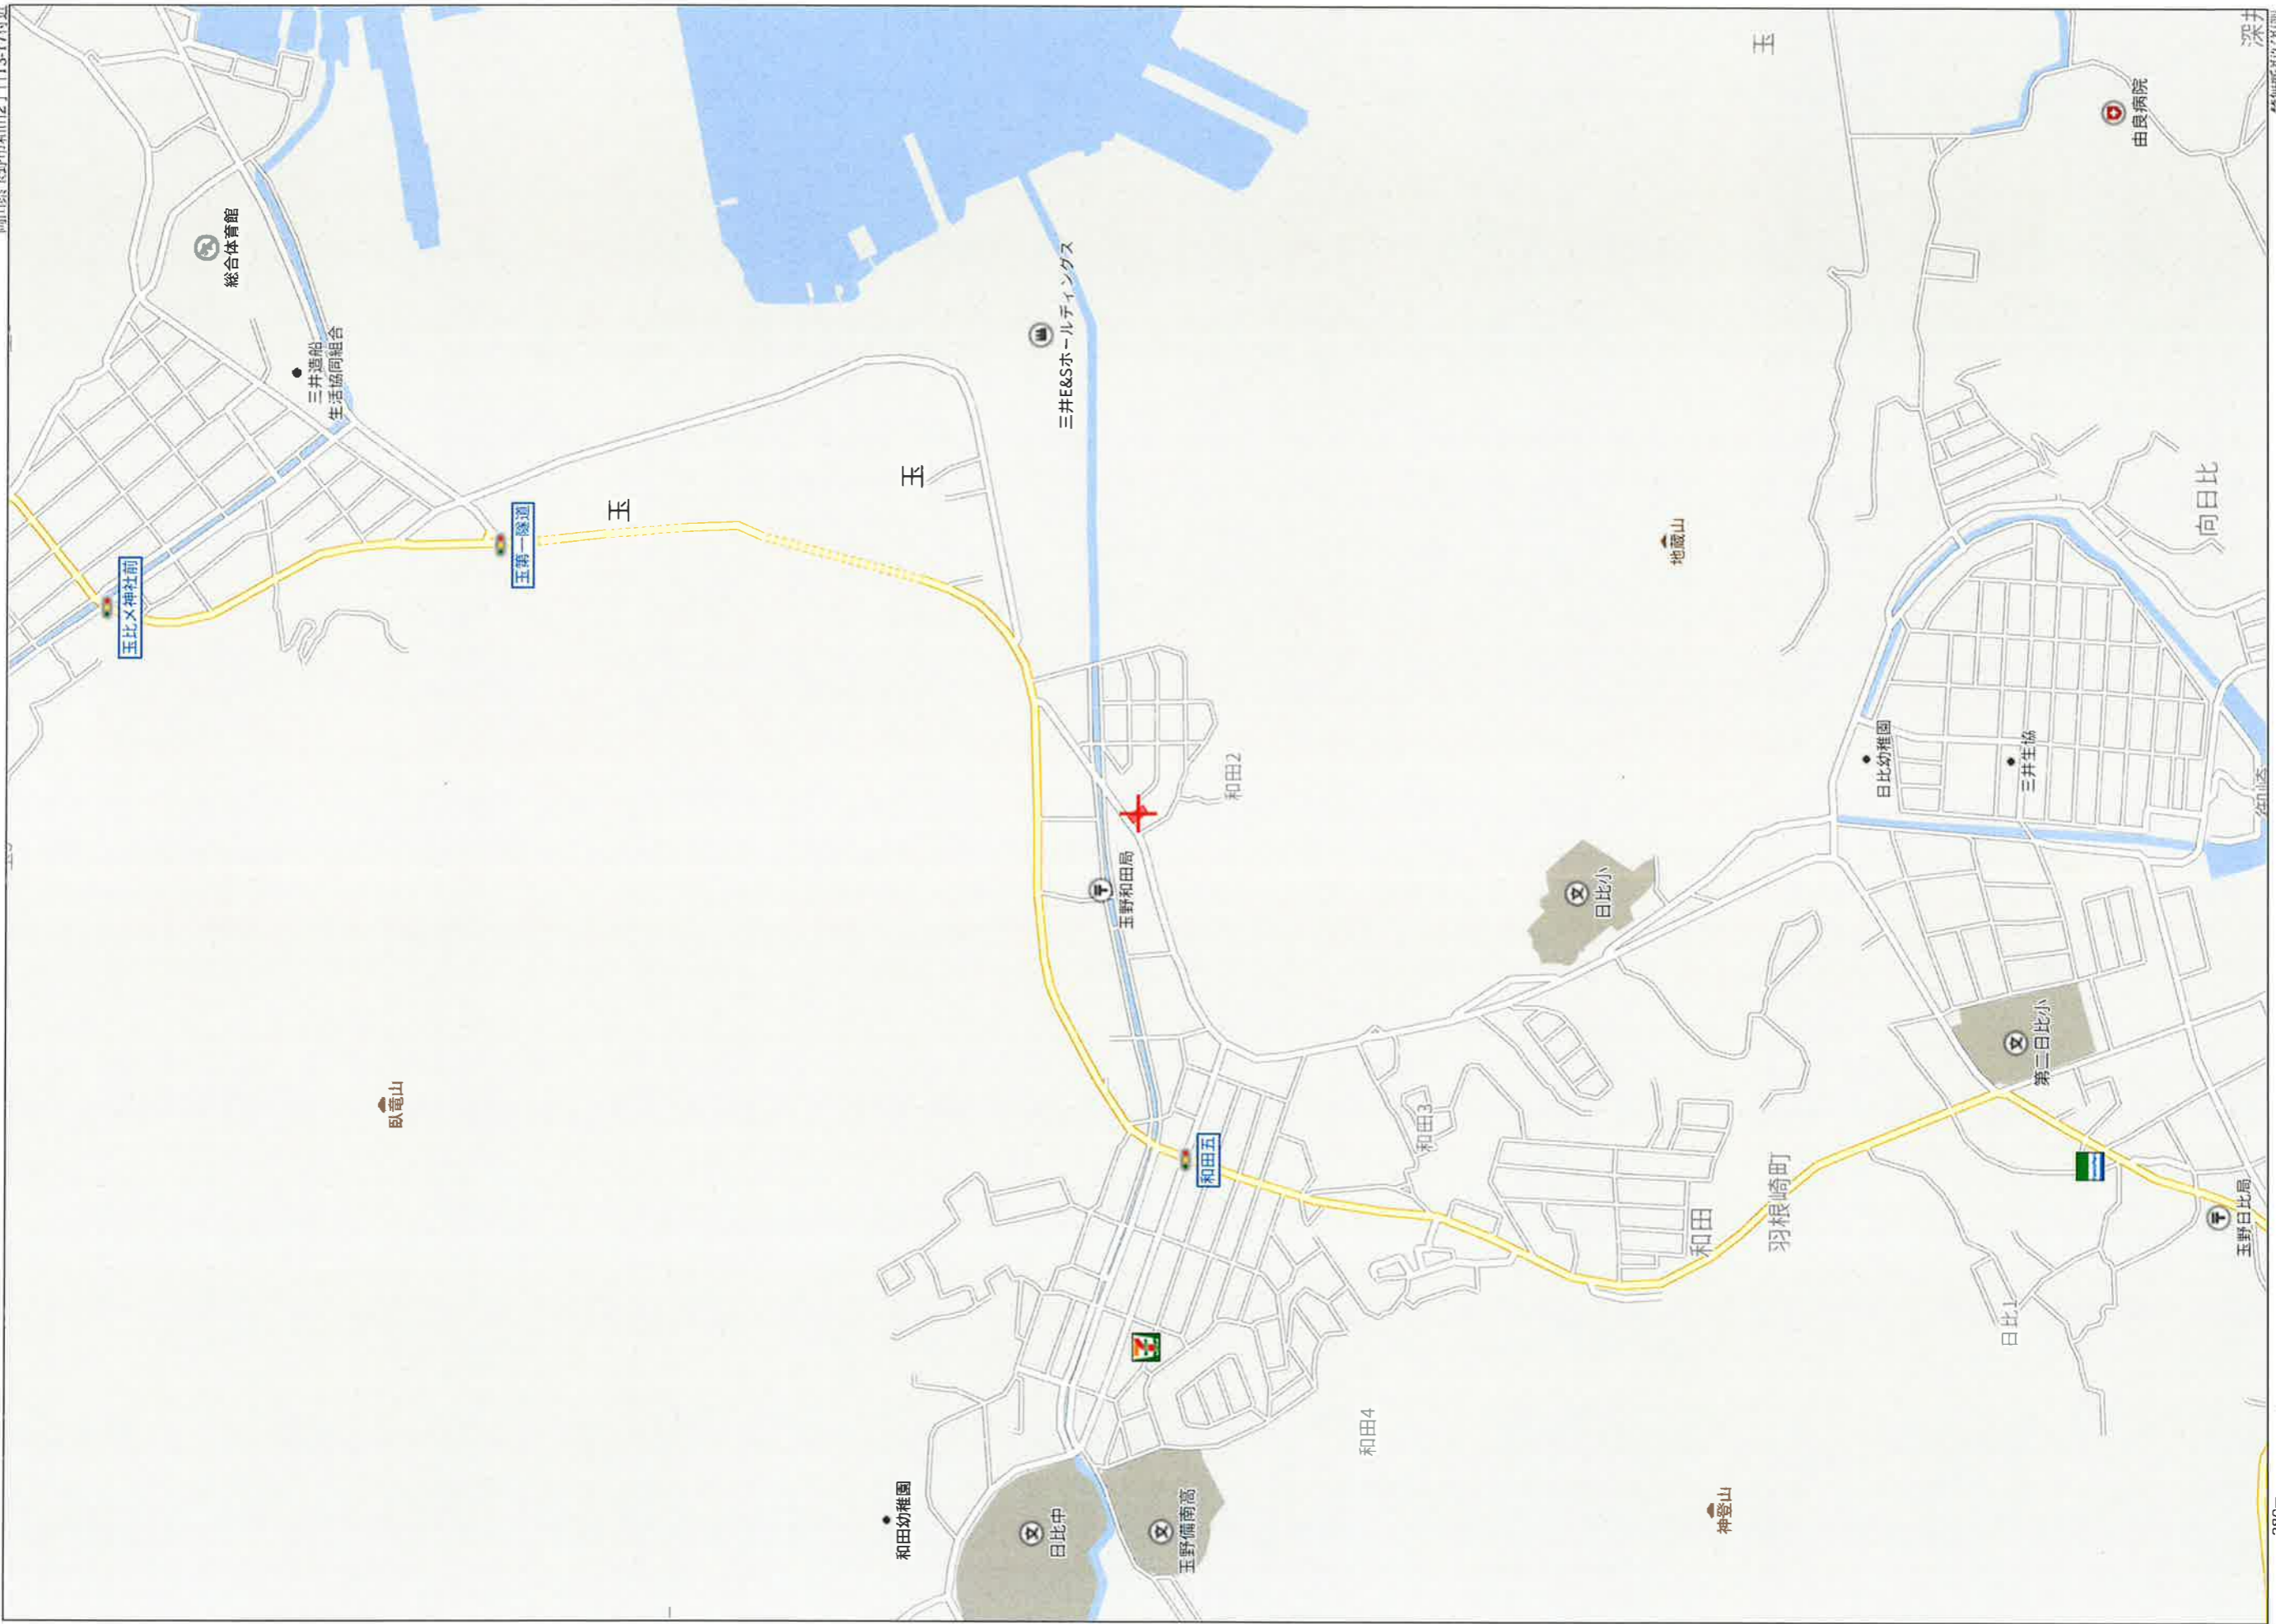 総合体育館
三井造船
生活協同組合
玉比メ神社前
玉第一隧道
玉
玉
三井E&Sホールディングス
玉
深井
由良病院
地蔵山
向日比
和田2
玉野和田局
日比幼稚園
三井生協
御崎
日比小
第二日比小
臥竜山
和田五
和田3
和田
羽根崎町
玉野日比局
日比1
和田4
和田幼稚園
日比中
玉野備南高
神登山